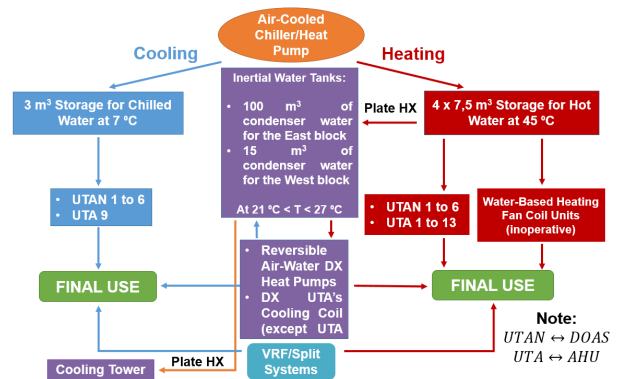 Air-Cooled
Chiller/Heat
Pump
Cooling
Heating
Inertial Water Tanks:
• 100 m³ of
condenser water
for the East block
• 15 m³ of
condenser water
for the West block
At 21 ºC < T < 27 ºC
3 m³ Storage for Chilled
Water at 7 ºC
Plate HX
4 x 7,5 m³ Storage for Hot
Water at 45 ºC
• UTAN 1 to 6
• UTA 9
• UTAN 1 to 6
• UTA 1 to 13
Water-Based Heating
Fan Coil Units
(inoperative)
• Reversible
Air-Water DX
Heat Pumps
• DX UTA's
Cooling Coil
(except UTA
FINAL USE
FINAL USE
Note:
UTAN ↔ DOAS
UTA ↔ AHU
VRF/Split
Systems
Plate HX
Cooling Tower